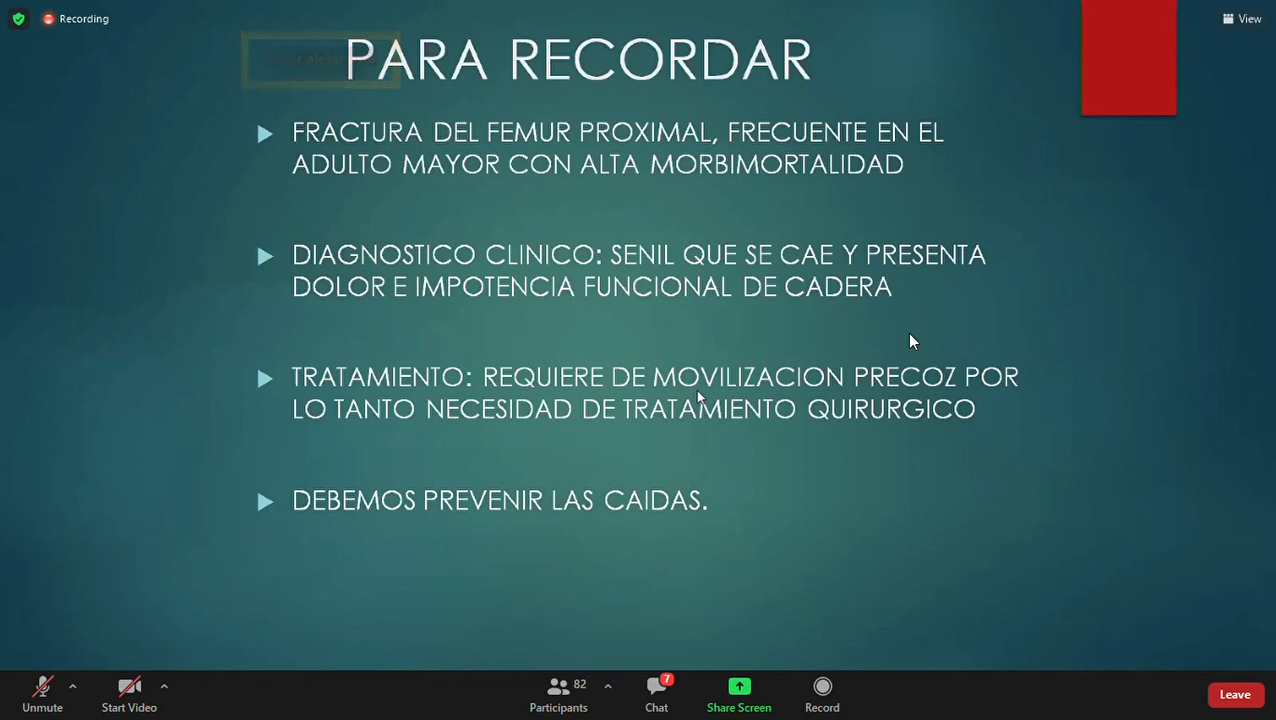 Recording
View
PARA RECORDAR
FRACTURA DEL FEMUR PROXIMAL, FRECUENTE EN EL
ADULTO MAYOR CON ALTA MORBIMORTALIDAD
DIAGNOSTICO CLINICO: SENIL QUE SE CAE Y PRESENTA
DOLOR E IMPOTENCIA FUNCIONAL DE CADERA
TRATAMIENTO: REQUIERE DE MOVILIZACION PRECOZ POR
LO TANTO NECESIDAD DE TRATAMIENTO QUIRURGICO
DEBEMOS PREVENIR LAS CAIDAS.
82
7
Unmute
Start Video
Participants
Chat
Share Screen
Record
Leave